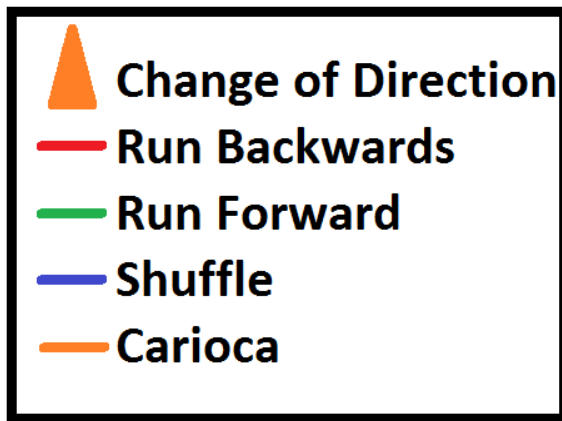 Change of Direction
Run Backwards
Run Forward
Shuffle
Carioca